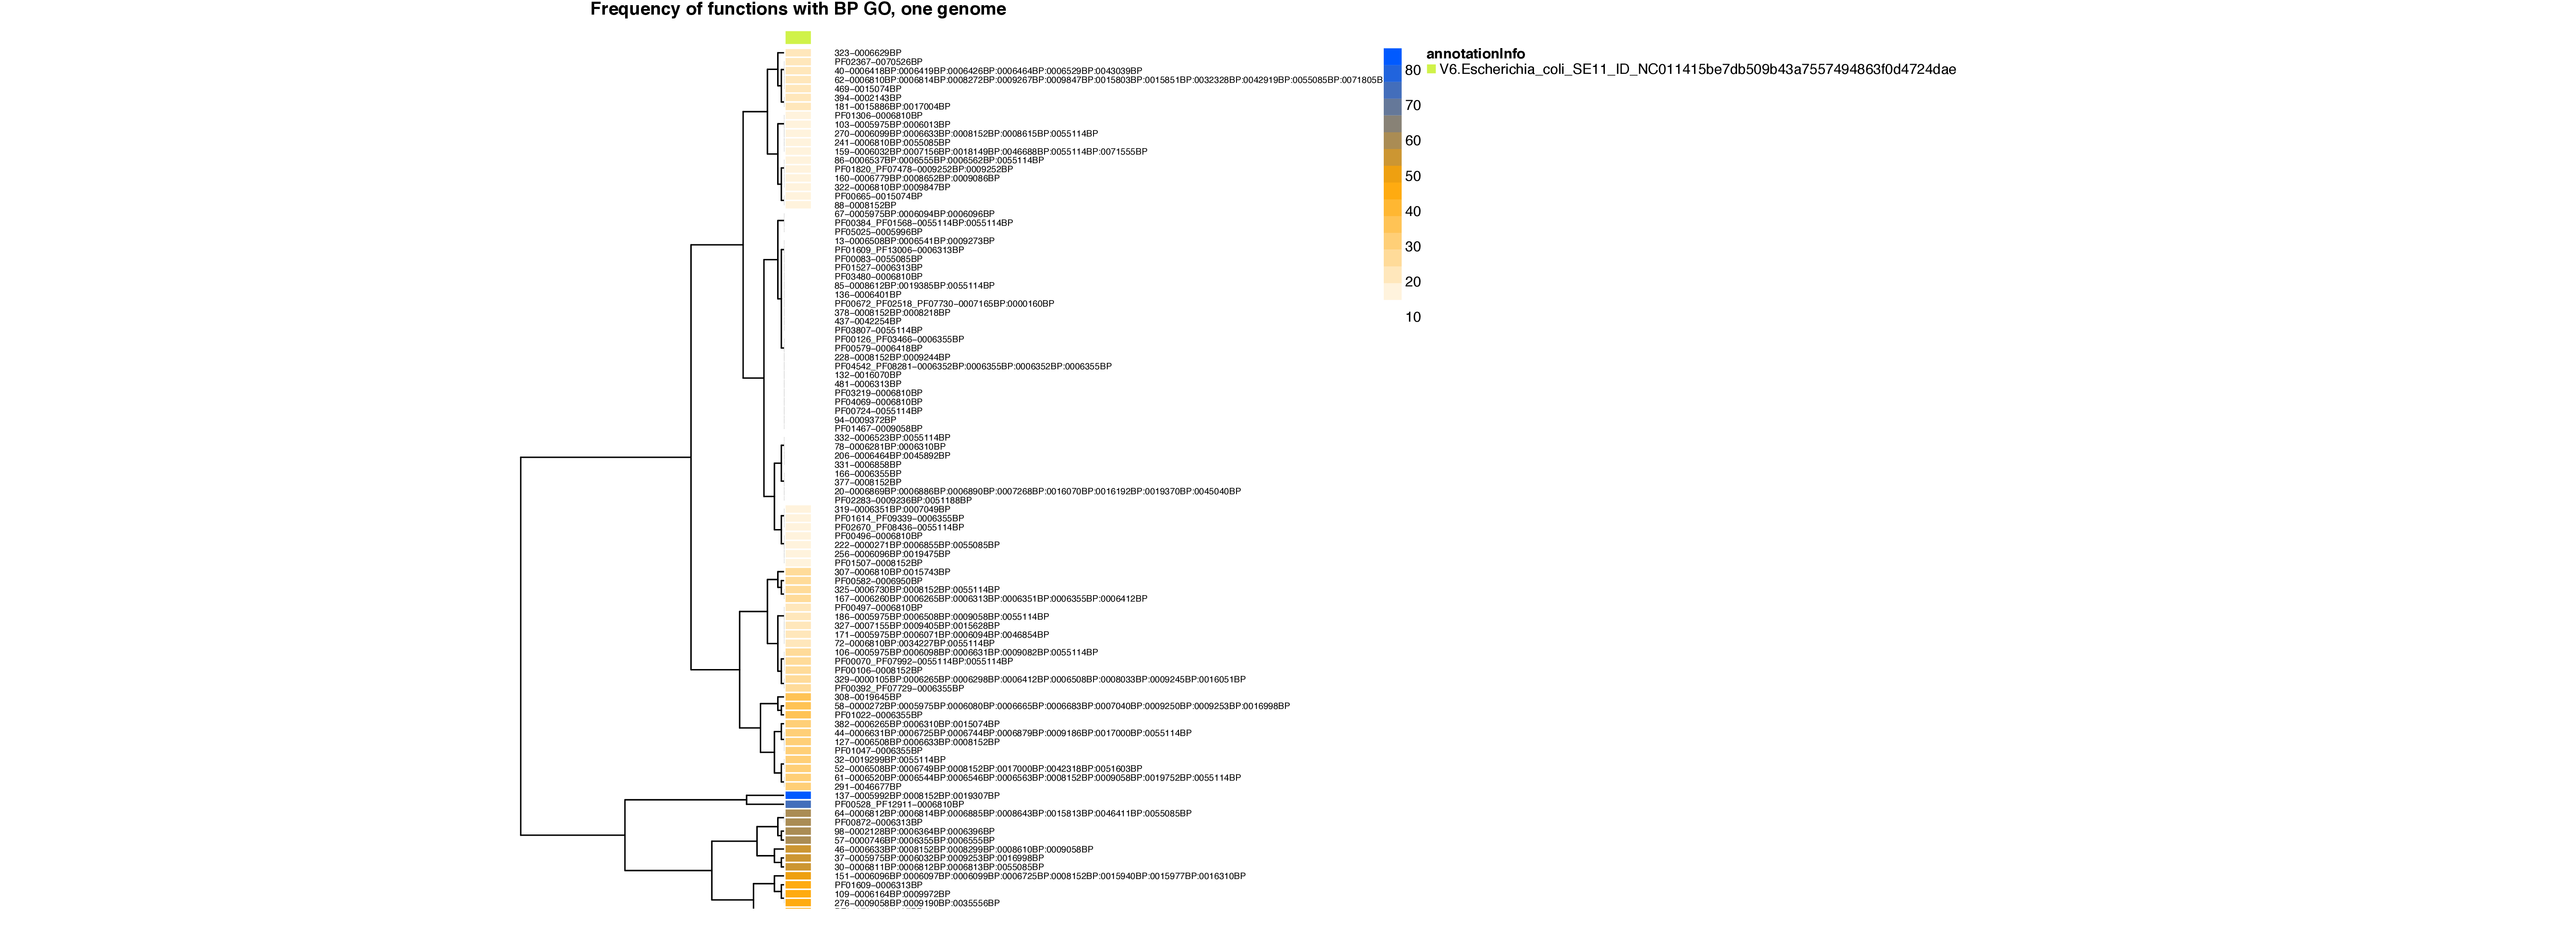 Frequency of functions with BP GO, one genome
323−0006629BP
PF02367−0070526BP
40−0006418BP:0006419BP:0006426BP:0006464BP:0006529BP:0043039BP
62−0006810BP:0006814BP:0008272BP:0009267BP:0009847BP:0015803BP:0015851BP:0032328BP:0042919BP:0055085BP:0071805B
469−0015074BP
394−0002143BP
181−0015886BP:0017004BP
PF01306−0006810BP
103−0005975BP:0006013BP
270−0006099BP:0006633BP:0008152BP:0008615BP:0055114BP
241−0006810BP:0055085BP
159−0006032BP:0007156BP:0018149BP:0046688BP:0055114BP:0071555BP
86−0006537BP:0006555BP:0006562BP:0055114BP
PF01820_PF07478−0009252BP:0009252BP
160−0006779BP:0008652BP:0009086BP
322−0006810BP:0009847BP
PF00665−0015074BP
88−0008152BP
67−0005975BP:0006094BP:0006096BP
PF00384_PF01568−0055114BP:0055114BP
PF05025−0005996BP
13−0006508BP:0006541BP:0009273BP
PF01609_PF13006−0006313BP
PF00083−0055085BP
PF01527−0006313BP
PF03480−0006810BP
85−0008612BP:0019385BP:0055114BP
136−0006401BP
PF00672_PF02518_PF07730−0007165BP:0000160BP
378−0008152BP:0008218BP
437−0042254BP
PF03807−0055114BP
PF00126_PF03466−0006355BP
PF00579−0006418BP
228−0008152BP:0009244BP
PF04542_PF08281−0006352BP:0006355BP:0006352BP:0006355BP
132−0016070BP
481−0006313BP
PF03219−0006810BP
PF04069−0006810BP
PF00724−0055114BP
94−0009372BP
PF01467−0009058BP
332−0006523BP:0055114BP
78−0006281BP:0006310BP
206−0006464BP:0045892BP
331−0006858BP
166−0006355BP
377−0008152BP
20−0006869BP:0006886BP:0006890BP:0007268BP:0016070BP:0016192BP:0019370BP:0045040BP
PF02283−0009236BP:0051188BP
319−0006351BP:0007049BP
PF01614_PF09339−0006355BP
PF02670_PF08436−0055114BP
PF00496−0006810BP
222−0000271BP:0006855BP:0055085BP
256−0006096BP:0019475BP
PF01507−0008152BP
307−0006810BP:0015743BP
PF00582−0006950BP
325−0006730BP:0008152BP:0055114BP
167−0006260BP:0006265BP:0006313BP:0006351BP:0006355BP:0006412BP
PF00497−0006810BP
186−0005975BP:0006508BP:0009058BP:0055114BP
327−0007155BP:0009405BP:0015628BP
171−0005975BP:0006071BP:0006094BP:0046854BP
72−0006810BP:0034227BP:0055114BP
106−0005975BP:0006098BP:0006631BP:0009082BP:0055114BP
PF00070_PF07992−0055114BP:0055114BP
PF00106−0008152BP
329−0000105BP:0006265BP:0006298BP:0006412BP:0006508BP:0008033BP:0009245BP:0016051BP
PF00392_PF07729−0006355BP
308−0019645BP
58−0000272BP:0005975BP:0006080BP:0006665BP:0006683BP:0007040BP:0009250BP:0009253BP:0016998BP
PF01022−0006355BP
382−0006265BP:0006310BP:0015074BP
44−0006631BP:0006725BP:0006744BP:0006879BP:0009186BP:0017000BP:0055114BP
127−0006508BP:0006633BP:0008152BP
PF01047−0006355BP
32−0019299BP:0055114BP
52−0006508BP:0006749BP:0008152BP:0017000BP:0042318BP:0051603BP
61−0006520BP:0006544BP:0006546BP:0006563BP:0008152BP:0009058BP:0019752BP:0055114BP
291−0046677BP
137−0005992BP:0008152BP:0019307BP
PF00528_PF12911−0006810BP
64−0006812BP:0006814BP:0006885BP:0008643BP:0015813BP:0046411BP:0055085BP
PF00872−0006313BP
98−0002128BP:0006364BP:0006396BP
57−0000746BP:0006355BP:0006555BP
46−0006633BP:0008152BP:0008299BP:0008610BP:0009058BP
37−0005975BP:0006032BP:0009253BP:0016998BP
30−0006811BP:0006812BP:0006813BP:0055085BP
151−0006096BP:0006097BP:0006099BP:0006725BP:0008152BP:0015940BP:0015977BP:0016310BP
PF01609−0006313BP
109−0006164BP:0009972BP
276−0009058BP:0009190BP:0035556BP
80
70
60
50
40
30
20
10
annotationInfo
V6.Escherichia_coli_SE11_ID_NC011415be7db509b43a7557494863f0d4724dae